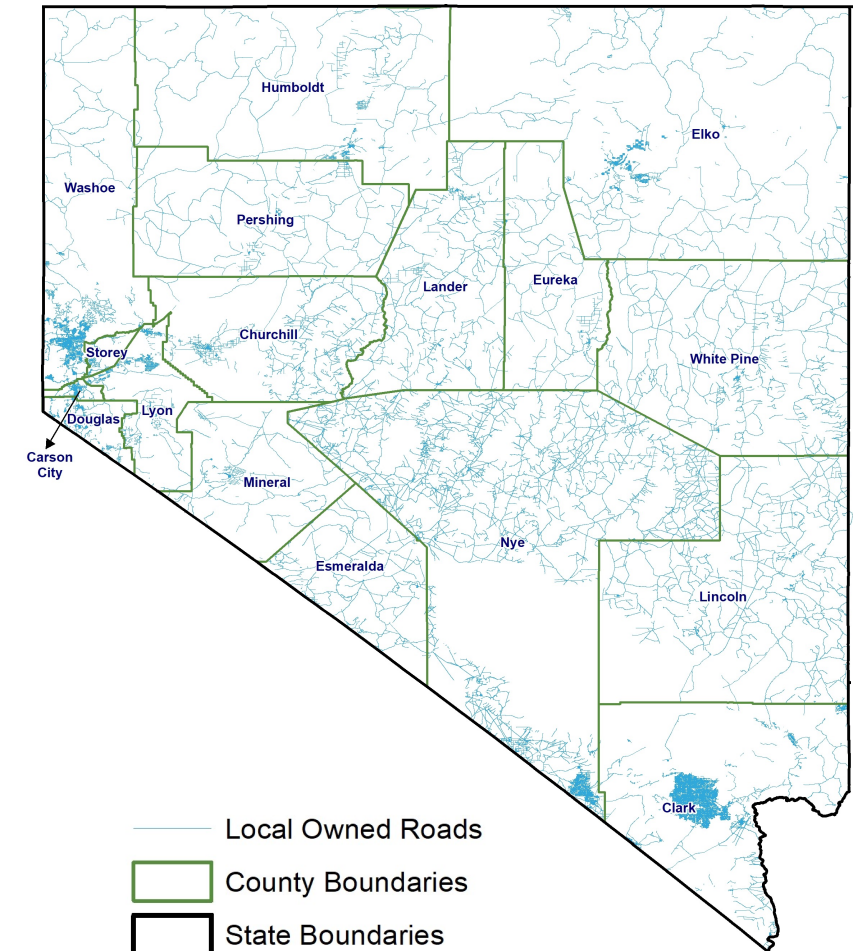 Humboldt
Elko
Washoe
Pershing
Lander
Eureka
Churchill
Storey
White Pine
Lyon
Douglas
Carson
City
Mineral
Nye
Esmeralda
Lincoln
Clark
Local Owned Roads
County Boundaries
State Boundaries